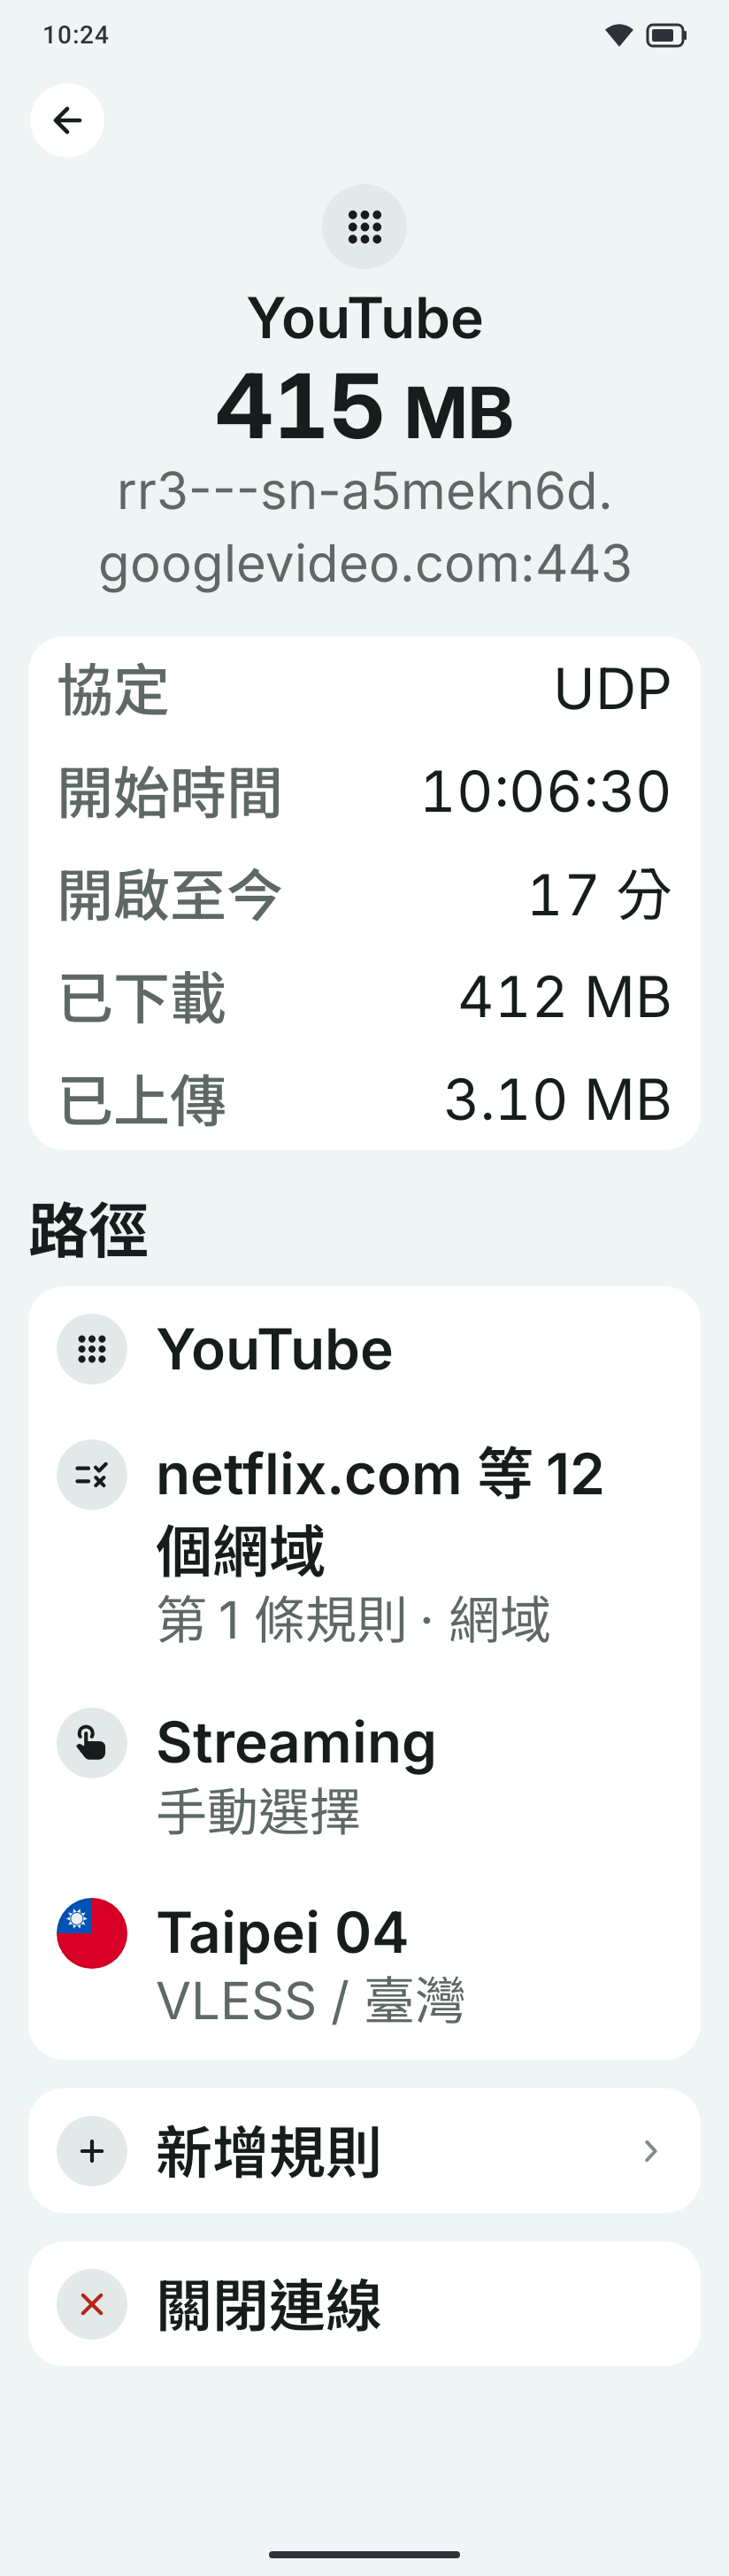 10:24
YouTube
415 MB
rr3---sn-a5mekn6d.
googlevideo.com:443
協定 UDP
開始時間 10:06:30
開啟至今 17 分
已下載 412 MB
已上傳 3.10 MB
路徑
YouTube
netflix.com 等 12
個網域
第 1 條規則 · 網域
Streaming
手動選擇
Taipei 04
VLESS / 臺灣
新增規則
關閉連線